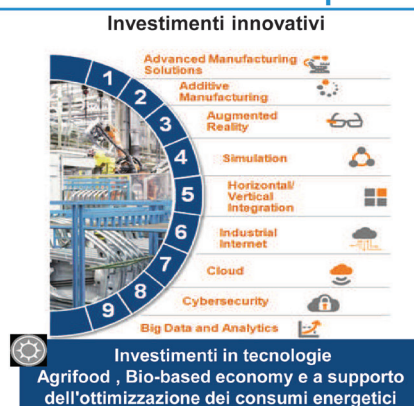 Investimenti innovativi
1
Advanced Manufacturing
Solutions
2
Additive
Manufacturing
3
Augmented
Reality
4
Simulation
5
Horizontal/
Vertical
Integration
6
Industrial
Internet
7
Cloud
8
Cybersecurity
9
Big Data and Analytics
Investimenti in tecnologie
Agrifood , Bio-based economy e a supporto
dell'ottimizzazione dei consumi energetici